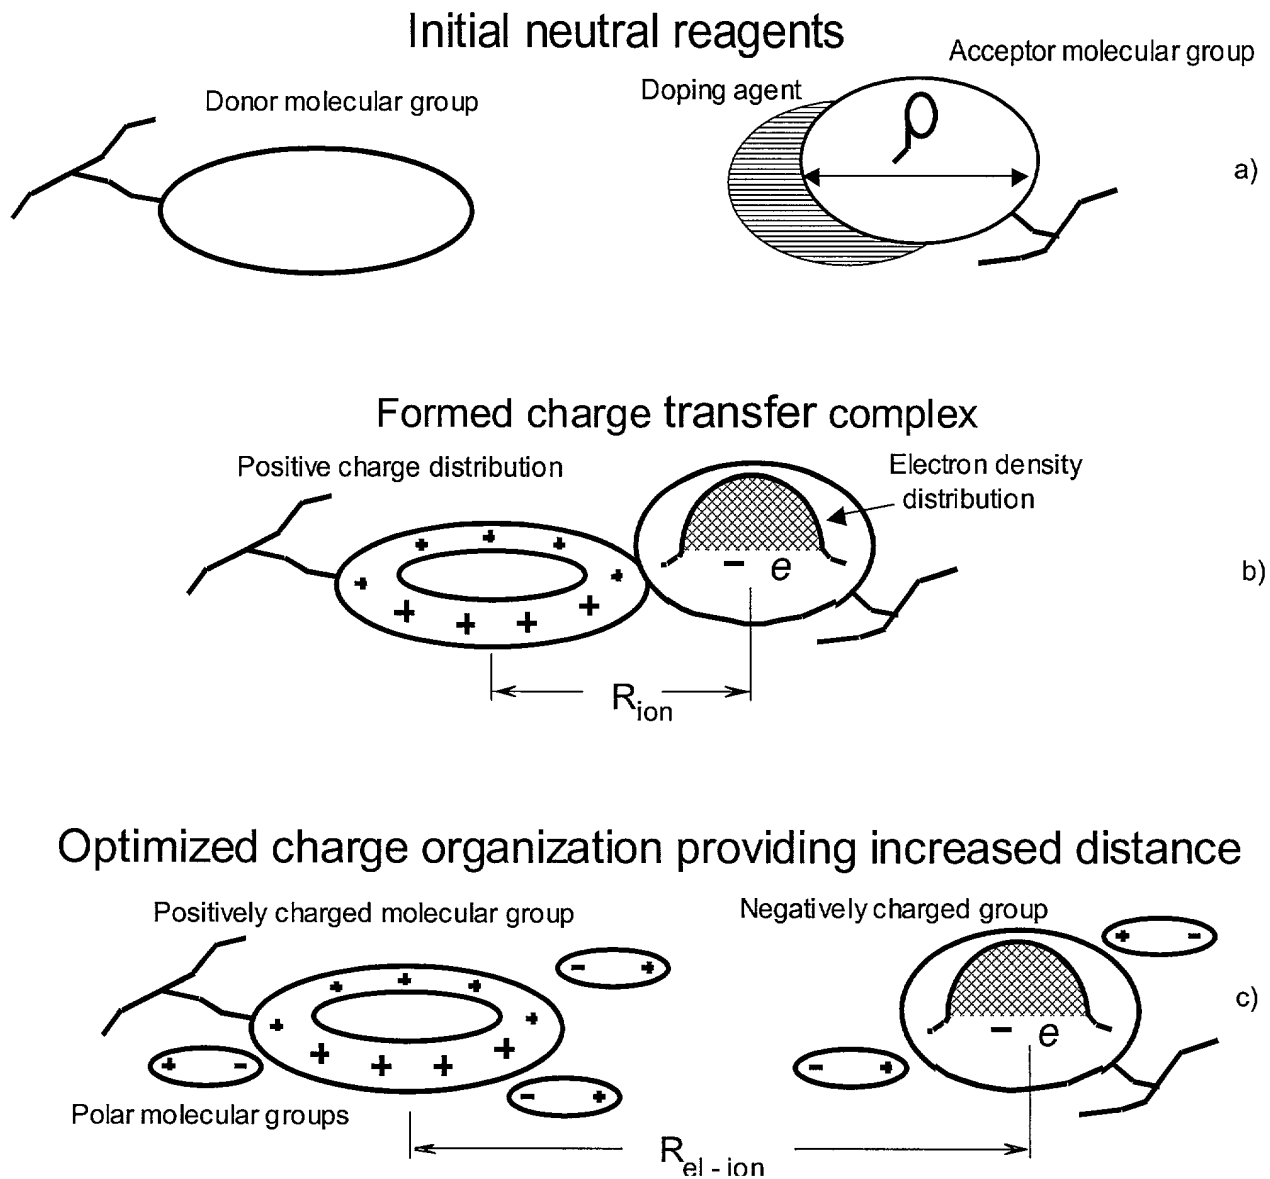 Initial neutral reagents
Acceptor molecular group
Doping agent
Donor molecular group
ρ
a)
Formed charge transfer complex
Positive charge distribution
Electron density
distribution
+ + + + + + + + +
- e
b)
R ion
Optimized charge organization providing increased distance
Positively charged molecular group
Negatively charged group
+ -
- +
+ + + + + + + + +
c)
- e
+ -
- +
- +
Polar molecular groups
R el - ion